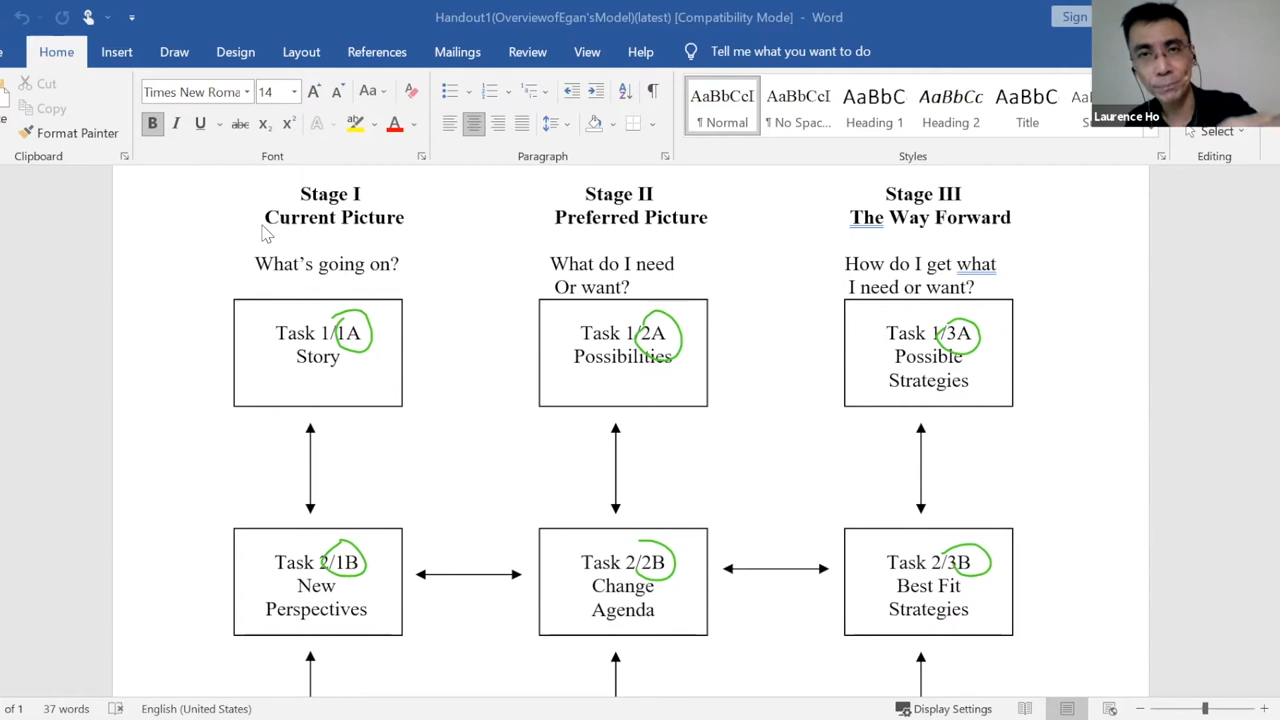 Handout1(OverviewofEgan'sModel)(latest) [Compatibility Mode] - Word
Sign
Home Insert Draw Design Layout References Mailings Review View Help Tell me what you want to do
Cut
Copy
Format Painter
Clipboard
Times New Roma 14
Aa
B I U abc x₂ x²
A A
Font
Paragraph
AaBbCcI AaBbCcI AaBbC AaBbCc AaBbC
¶ Normal ¶ No Spac... Heading 1 Heading 2 Title
Styles
Select
Editing
Laurence Ho
Stage I
Current Picture
What's going on?
Task 1/1A
Story
Task 2/1B
New
Perspectives
Stage II
Preferred Picture
What do I need
Or want?
Task 1/2A
Possibilities
Task 2/2B
Change
Agenda
Stage III
The Way Forward
How do I get what
I need or want?
Task 1/3A
Possible
Strategies
Task 2/3B
Best Fit
Strategies
of 1 37 words English (United States) Display Settings